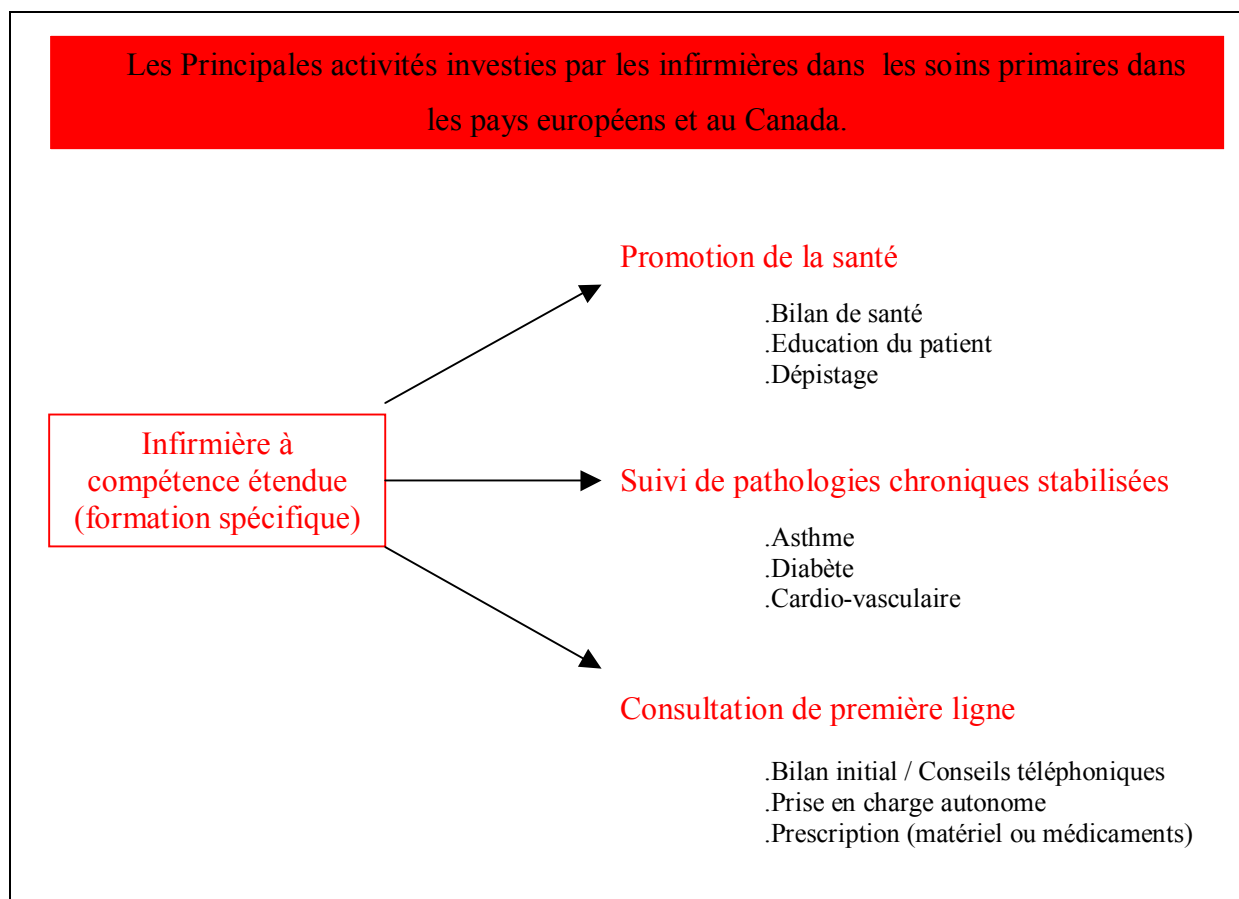 Les Principales activités investies par les infirmières dans les soins primaires dans
les pays européens et au Canada.
Promotion de la santé
.Bilan de santé
.Education du patient
.Dépistage
Infirmière à
compétence étendue
(formation spécifique)
Suivi de pathologies chroniques stabilisées
.Asthme
.Diabète
.Cardio-vasculaire
Consultation de première ligne
.Bilan initial / Conseils téléphoniques
.Prise en charge autonome
.Prescription (matériel ou médicaments)